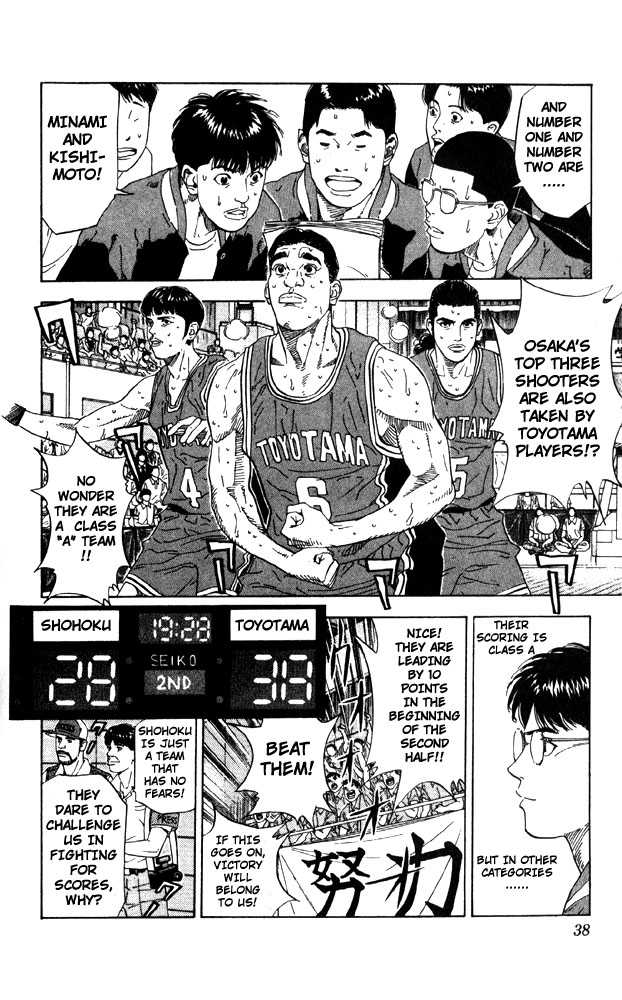 AND
NUMBER
ONE AND
NUMBER
TWO ARE
.....
MINAMI
AND
KISHI-
MOTO!
OSAKA'S
TOP THREE
SHOOTERS
ARE ALSO
TAKEN BY
TOYOTAMA
PLAYERS!?
TOYOTAMA
6
4
YOTAM
5
NO
WONDER
THEY ARE
A CLASS
"A" TEAM
!!
THEIR
SCORING IS
CLASS A
BUT IN OTHER
CATEGORIES
......
NICE!
THEY ARE
LEADING
BY 10
POINTS
IN THE
BEGINNING
OF THE
SECOND
HALF!!
BEAT
THEM!
IF THIS
GOES ON,
VICTORY
WILL
BELONG
TO US!
努力
SHOHOKU
19:28
TOYOTAMA
28
SEIKO
2ND
38
SHOHOKU
IS JUST
A TEAM
THAT
HAS NO
FEARS!
THEY
DARE TO
CHALLENGE
US IN
FIGHTING
FOR
SCORES,
WHY?
PRESS
38